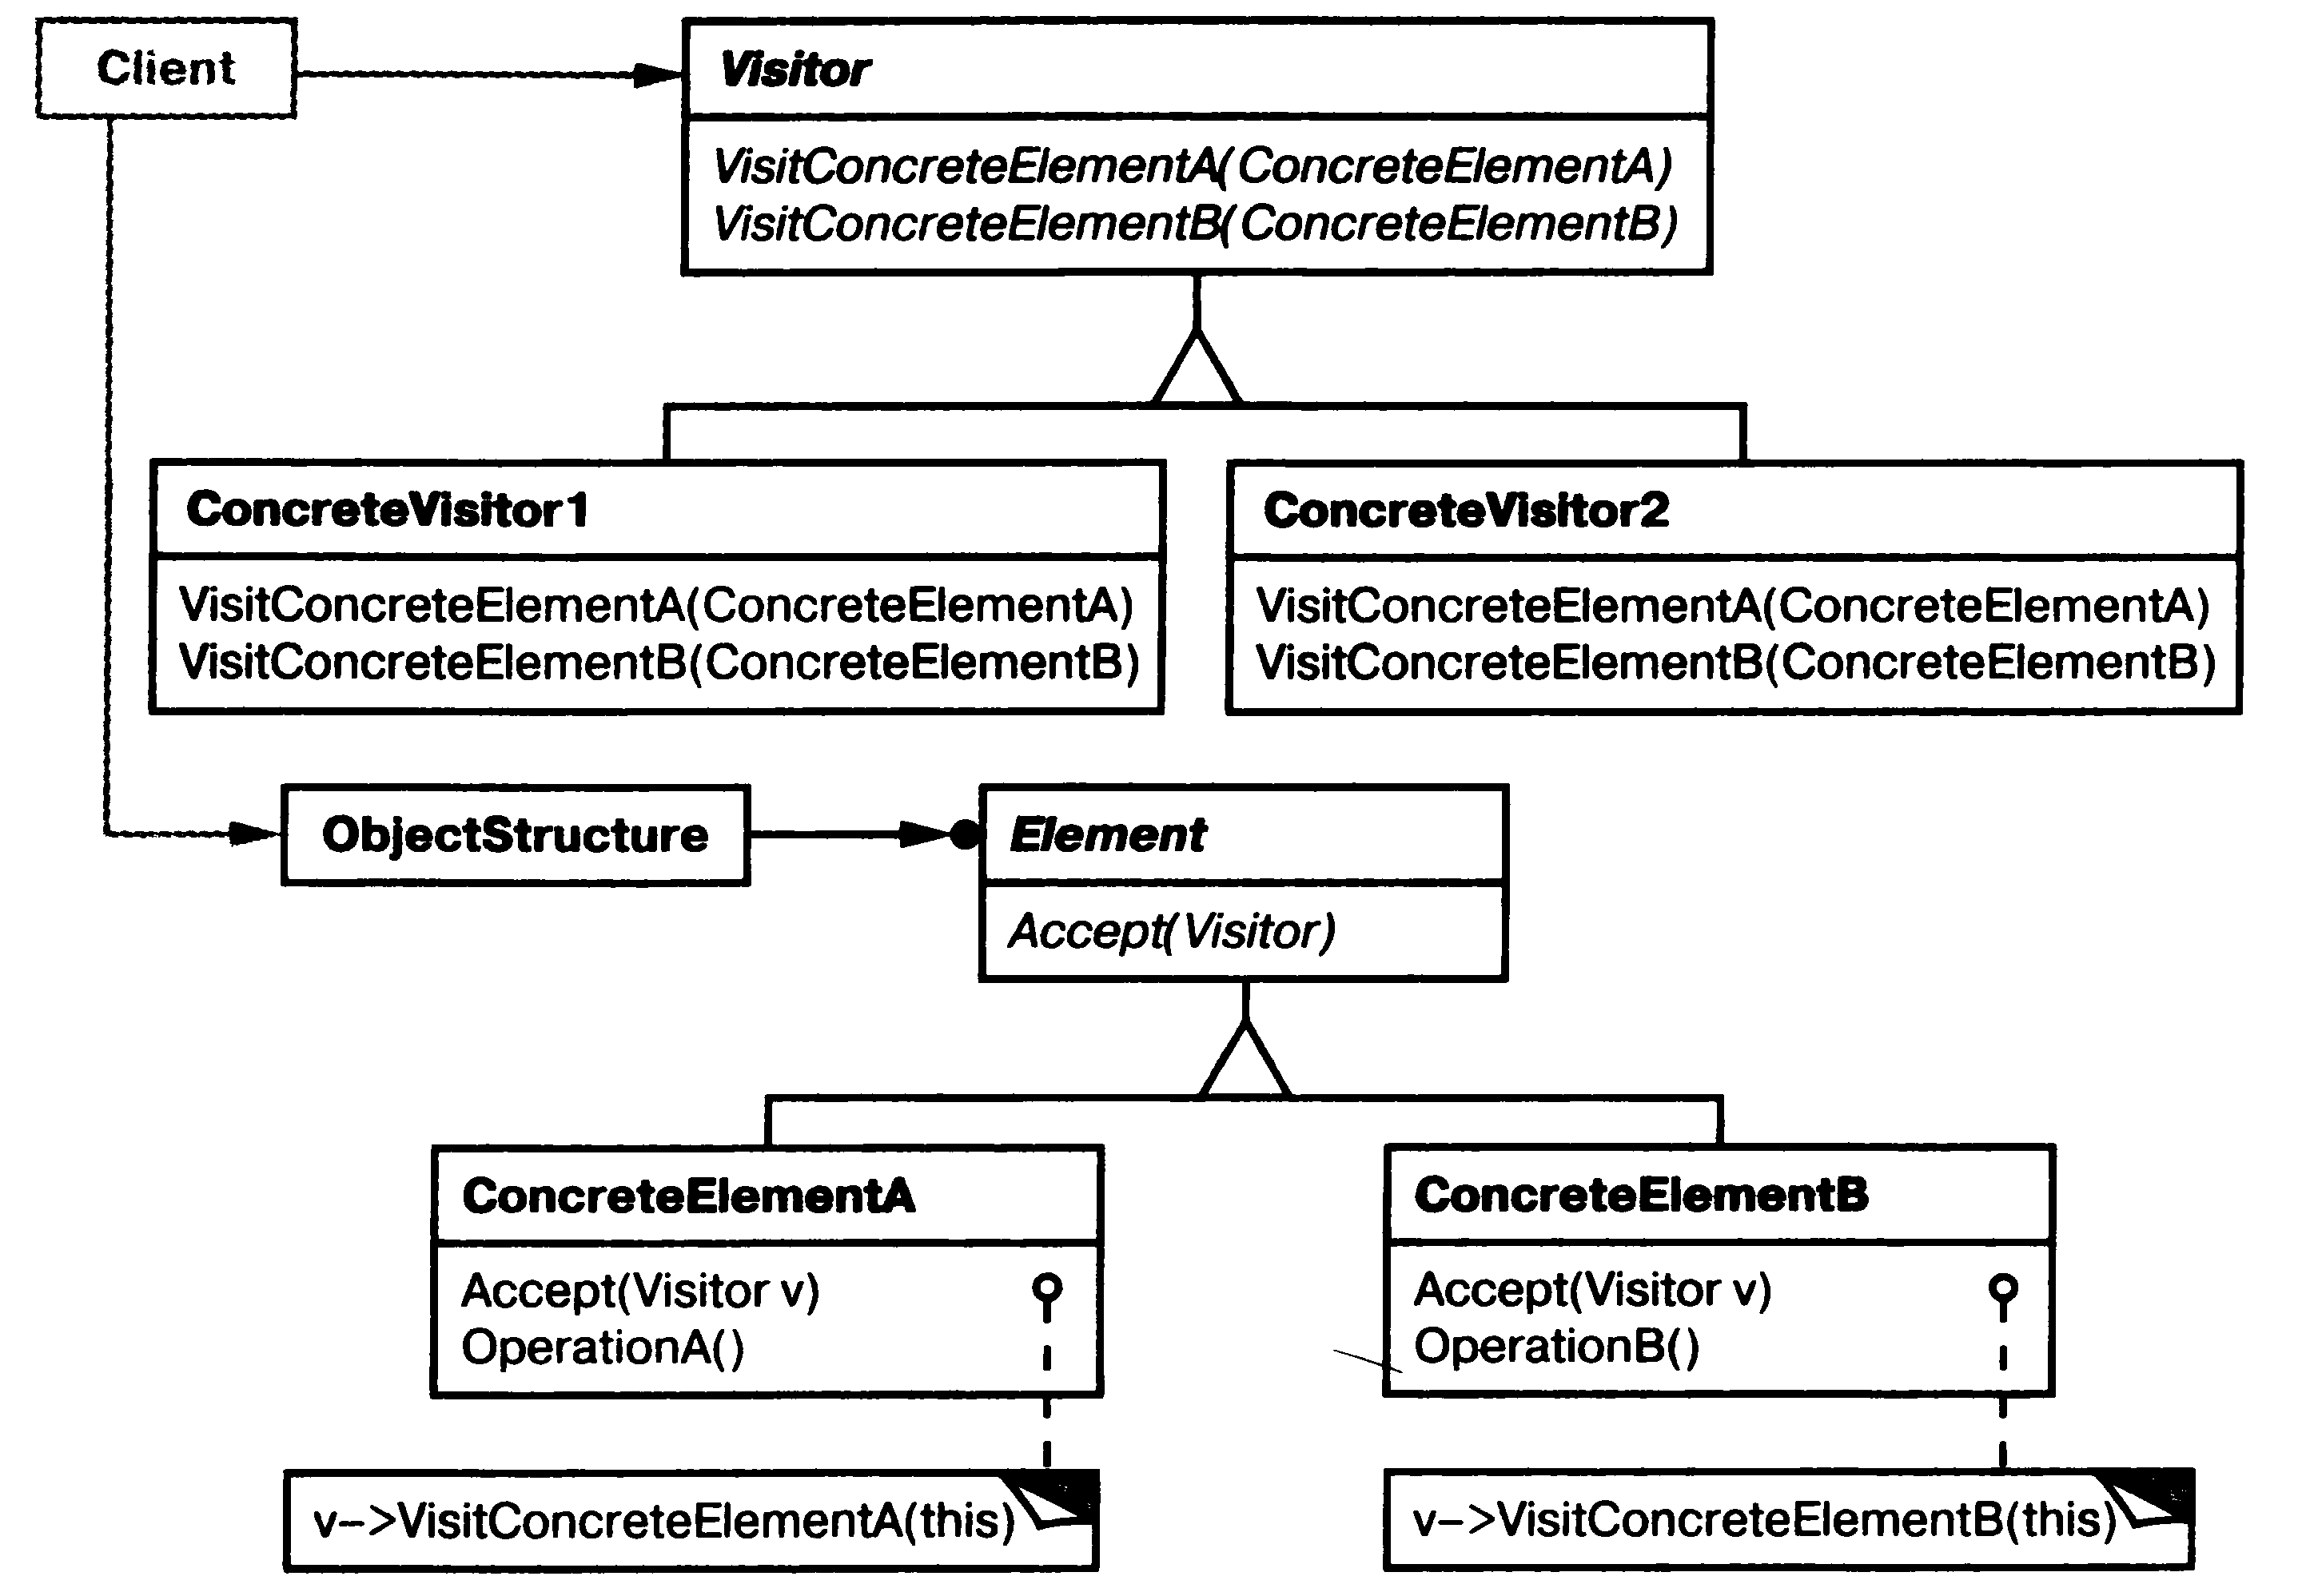 Client
Visitor
VisitConcreteElementA(ConcreteElementA)
VisitConcreteElementB(ConcreteElementB)
ConcreteVisitor1
VisitConcreteElementA(ConcreteElementA)
VisitConcreteElementB(ConcreteElementB)
ConcreteVisitor2
VisitConcreteElementA(ConcreteElementA)
VisitConcreteElementB(ConcreteElementB)
ObjectStructure
Element
Accept(Visitor)
ConcreteElementA
Accept(Visitor v)
OperationA()
ConcreteElementB
Accept(Visitor v)
OperationB()
v->VisitConcreteElementA(this)
v->VisitConcreteElementB(this)